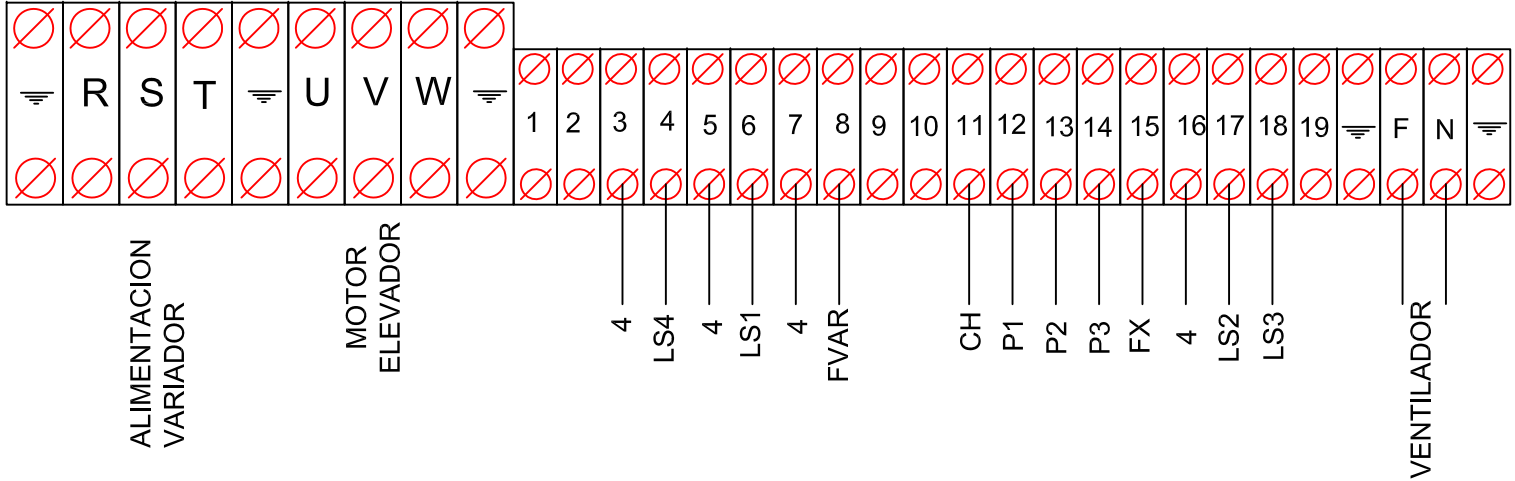 R S T U V W
1 2 3 4 5 6 7 8 9 10 11 12 13 14 15 16 17 18 19 F N
ALIMENTACION
VARIADOR
MOTOR
ELEVADOR
4
LS4
4
LS1
4
FVAR
CH
P1
P2
P3
FX
4
LS2
LS3
VENTILADOR